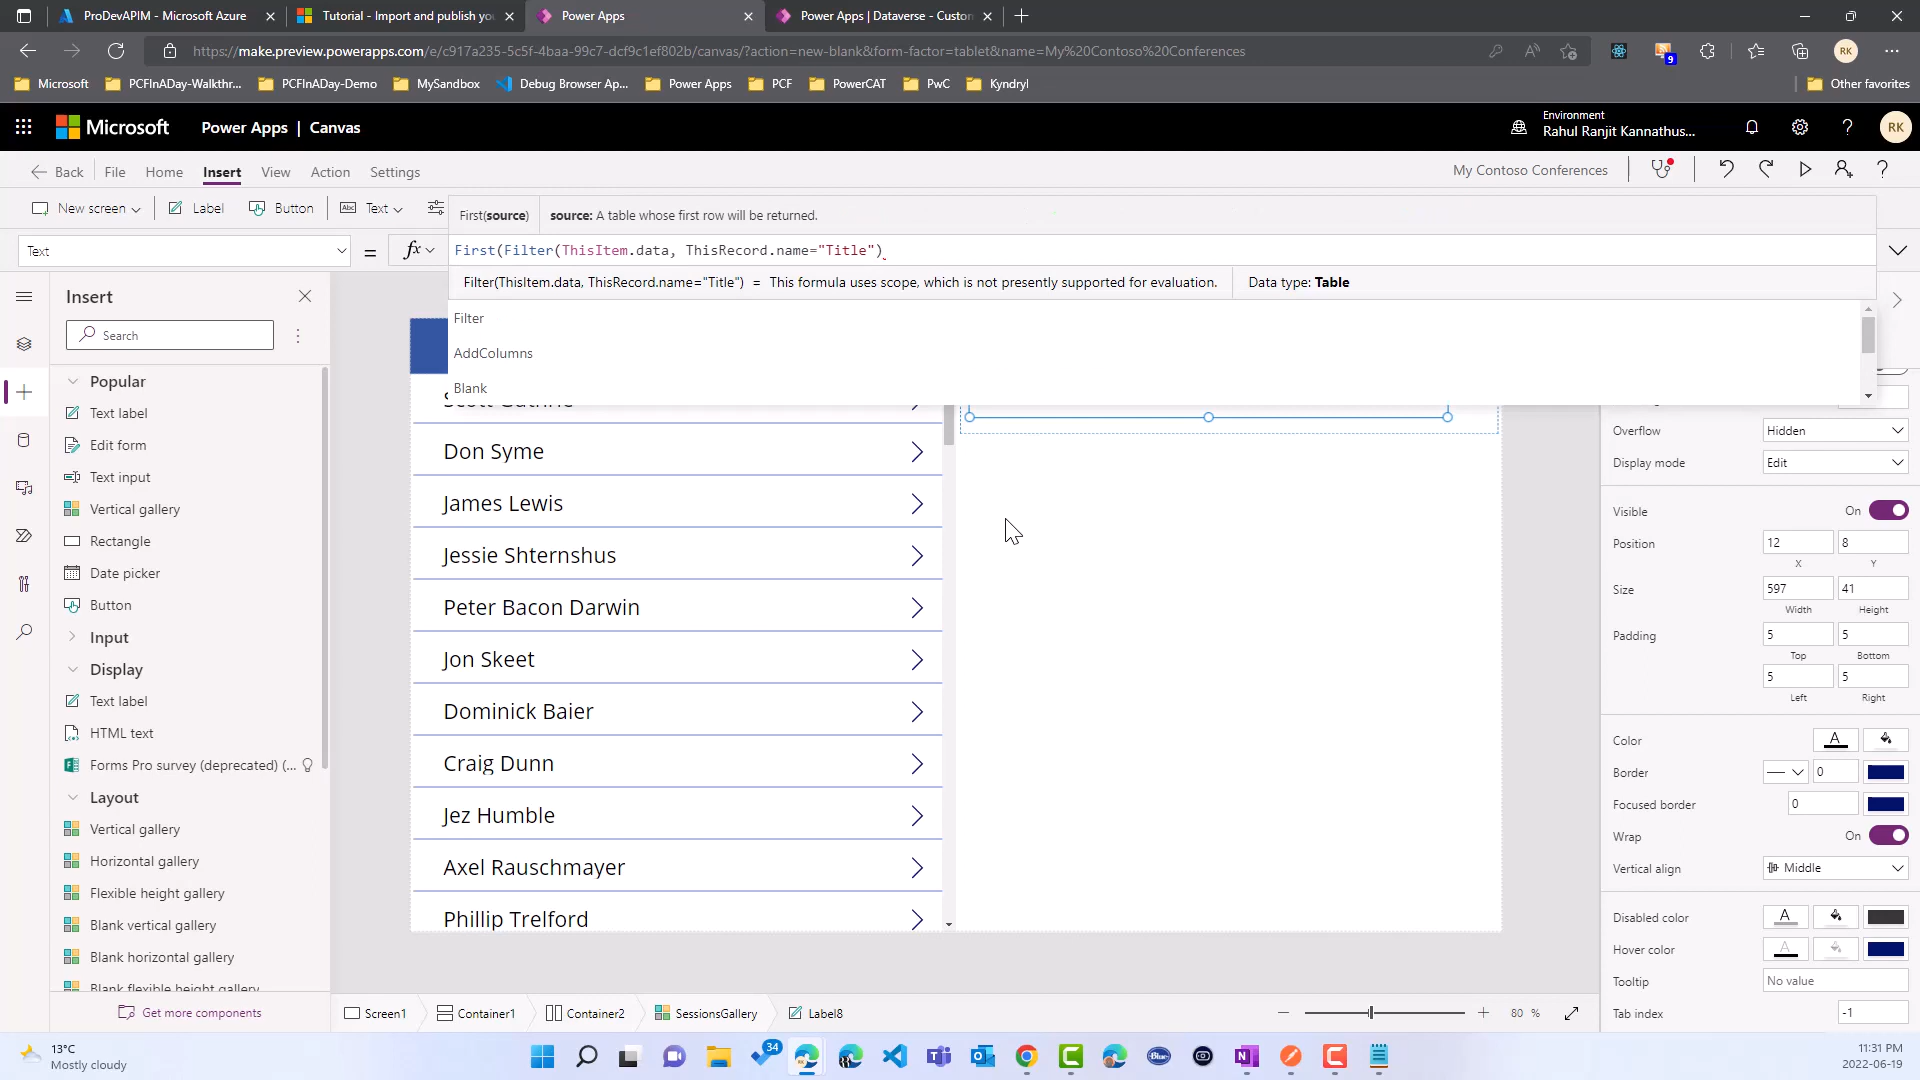 ProDevAPIM - Microsoft Azure
Tutorial - Import and publish yo
Power Apps
Power Apps | Dataverse - Custom
https://make.preview.powerapps.com/e/c917a235-5c5f-4baa-99c7-dcf9c1ef802b/canvas/?action=new-blank&form-factor=tablet&name=My%20Contoso%20Conferences
9
RK
Microsoft
PCFInADay-Walkthr...
PCFInADay-Demo
MySandbox
Debug Browser Ap...
Power Apps
PCF
PowerCAT
PwC
Kyndryl
Other favorites
Microsoft
Power Apps | Canvas
Environment
Rahul Ranjit Kannathus...
RK
Back
File
Home
Insert
View
Action
Settings
My Contoso Conferences
New screen
Label
Button
Text
First(source)
source: A table whose first row will be returned.
Text
=
fx
First(Filter(ThisItem.data, ThisRecord.name="Title")
Filter(ThisItem.data, ThisRecord.name="Title") = This formula uses scope, which is not presently supported for evaluation.
Data type: Table
Filter
AddColumns
Blank
Insert
Search
Popular
Text label
Edit form
Text input
Vertical gallery
Rectangle
Date picker
Button
Input
Display
Text label
HTML text
Forms Pro survey (deprecated) (...
Layout
Vertical gallery
Horizontal gallery
Flexible height gallery
Blank vertical gallery
Blank horizontal gallery
Blank flexible height gallery
Get more components
Scott Guthrie
Don Syme
James Lewis
Jessie Shternshus
Peter Bacon Darwin
Jon Skeet
Dominick Baier
Craig Dunn
Jez Humble
Axel Rauschmayer
Phillip Trelford
Overflow
Hidden
Display mode
Edit
Visible
On
Position
12
8
X
Y
Size
597
41
Width
Height
Padding
5
5
Top
Bottom
5
5
Left
Right
Color
A
Border
0
Focused border
0
Wrap
On
Vertical align
Middle
Disabled color
A
Hover color
A
Tooltip
No value
Tab index
-1
Screen1
Container1
Container2
SessionsGallery
Label8
80 %
13°C
Mostly cloudy
34
11:31 PM
2022-06-19